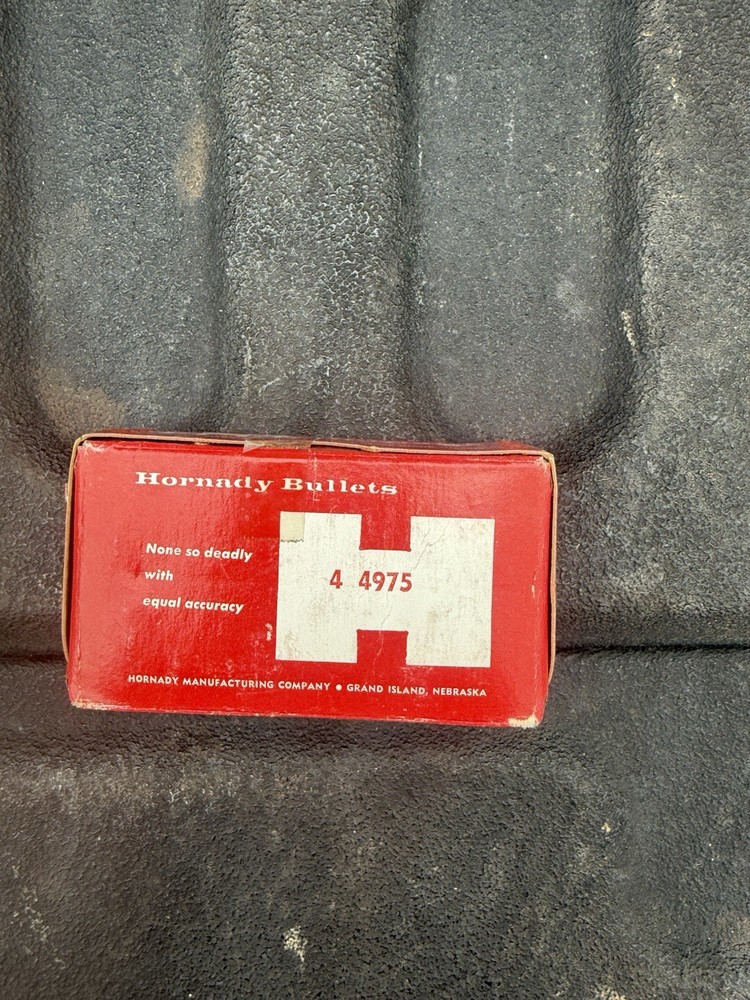 Hornady Bullets
None so deadly
with
equal accuracy
4 4975
HORNADY MANUFACTURING COMPANY ● GRAND ISLAND, NEBRASKA